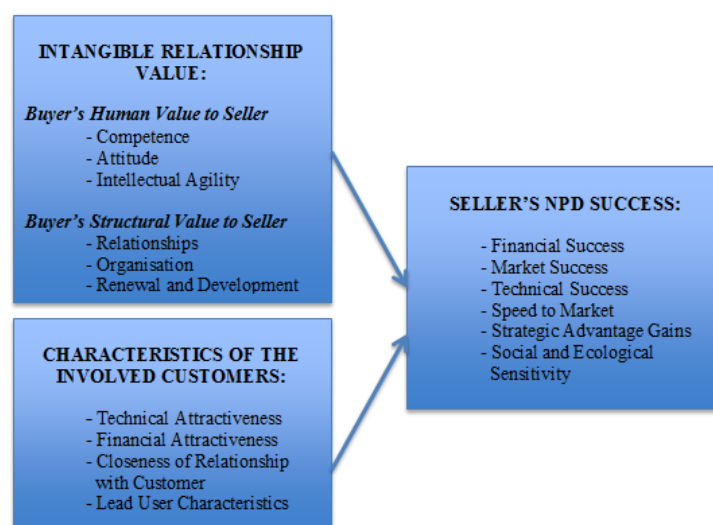 INTANGIBLE RELATIONSHIP
VALUE:
Buyer's Human Value to Seller
- Competence
- Attitude
- Intellectual Agility
Buyer's Structural Value to Seller
- Relationships
- Organisation
- Renewal and Development
CHARACTERISTICS OF THE
INVOLVED CUSTOMERS:
- Technical Attractiveness
- Financial Attractiveness
- Closeness of Relationship
with Customer
- Lead User Characteristics
SELLER'S NPD SUCCESS:
- Financial Success
- Market Success
- Technical Success
- Speed to Market
- Strategic Advantage Gains
- Social and Ecological
Sensitivity